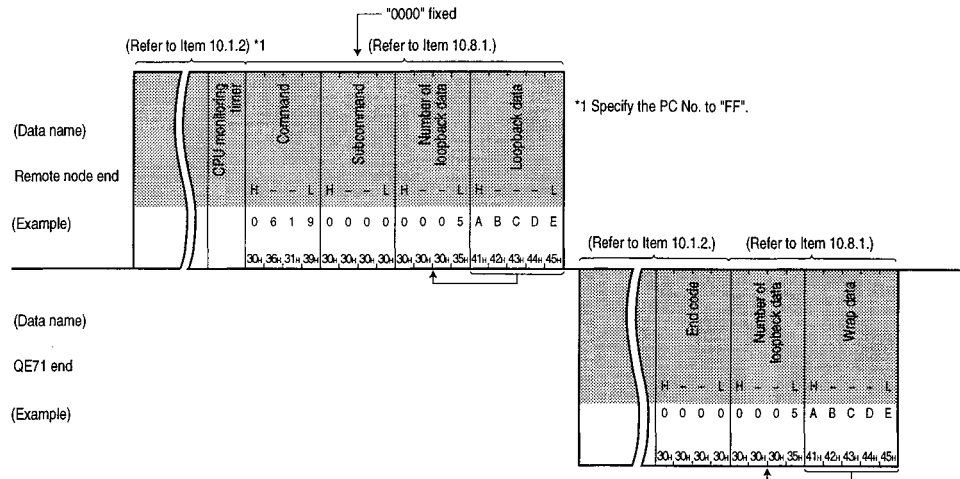 "0000" fixed
(Refer to Item 10.1.2) *1 (Refer to Item 10.8.1.)
CPU monitoring timer
Command
Subcommand
Number of loopback data
Loopback data
*1 Specify the PC No. to "FF".
(Data name)
Remote node end
H - - L H - - L H - - L H - - - L
(Example)
0 6 1 9 0 0 0 0 0 0 0 5 A B C D E
30H 36H 31H 39H 30H 30H 30H 30H 30H 30H 30H 35H 41H 42H 43H 44H 45H
(Refer to Item 10.1.2.) (Refer to Item 10.8.1.)
End code
Number of loopback data
Wrap data
(Data name)
QE71 end
H - - L H - - L H - - - L
(Example)
0 0 0 0 0 0 0 5 A B C D E
30H 30H 30H 30H 30H 30H 30H 35H 41H 42H 43H 44H 45H